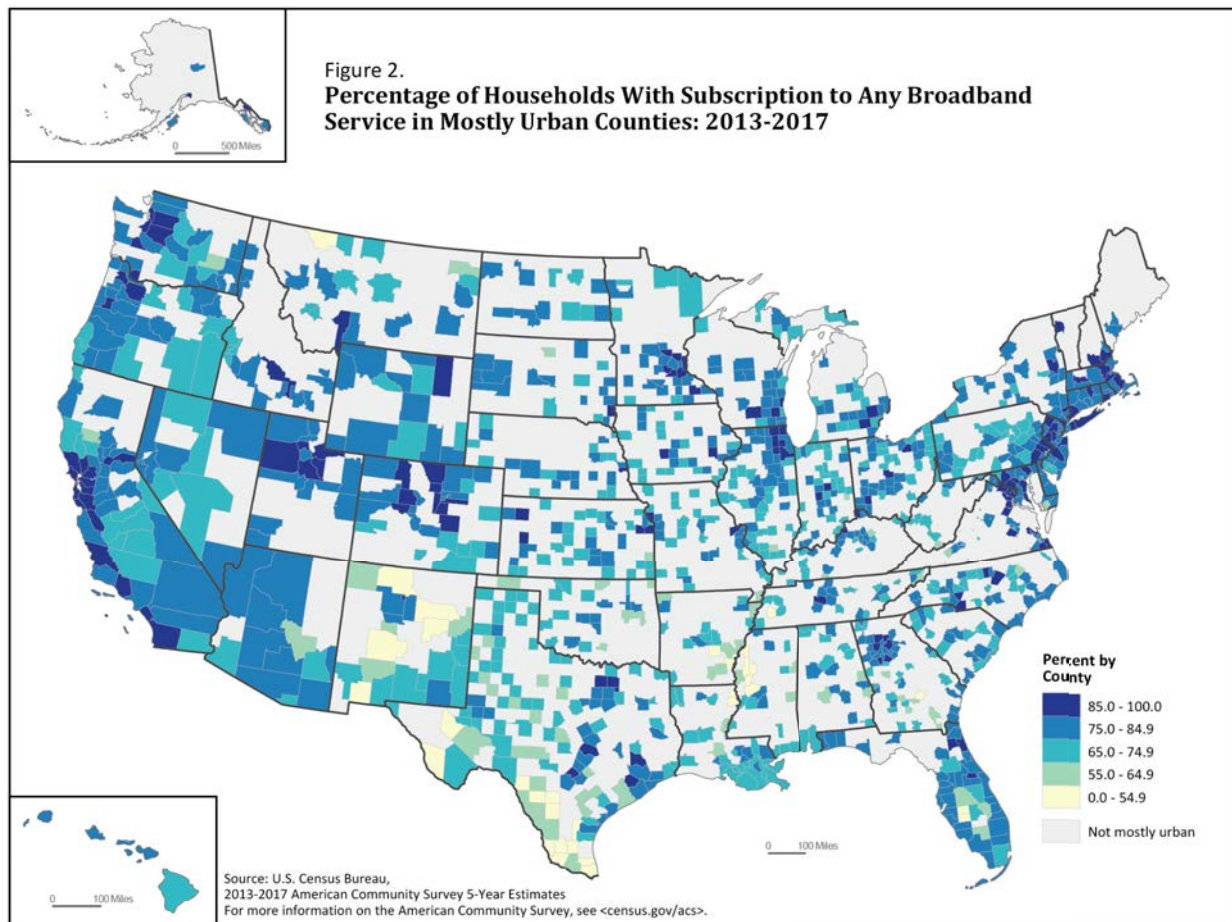 Figure 2.
Percentage of Households With Subscription to Any Broadband
Service in Mostly Urban Counties: 2013-2017
0 500 Miles
Percent by
County
85.0 - 100.0
75.0 - 84.9
65.0 - 74.9
55.0 - 64.9
0.0 - 54.9
Not mostly urban
0 100 Miles
0 100 Miles
Source: U.S. Census Bureau,
2013-2017 American Community Survey 5-Year Estimates
For more information on the American Community Survey, see <census.gov/acs>.